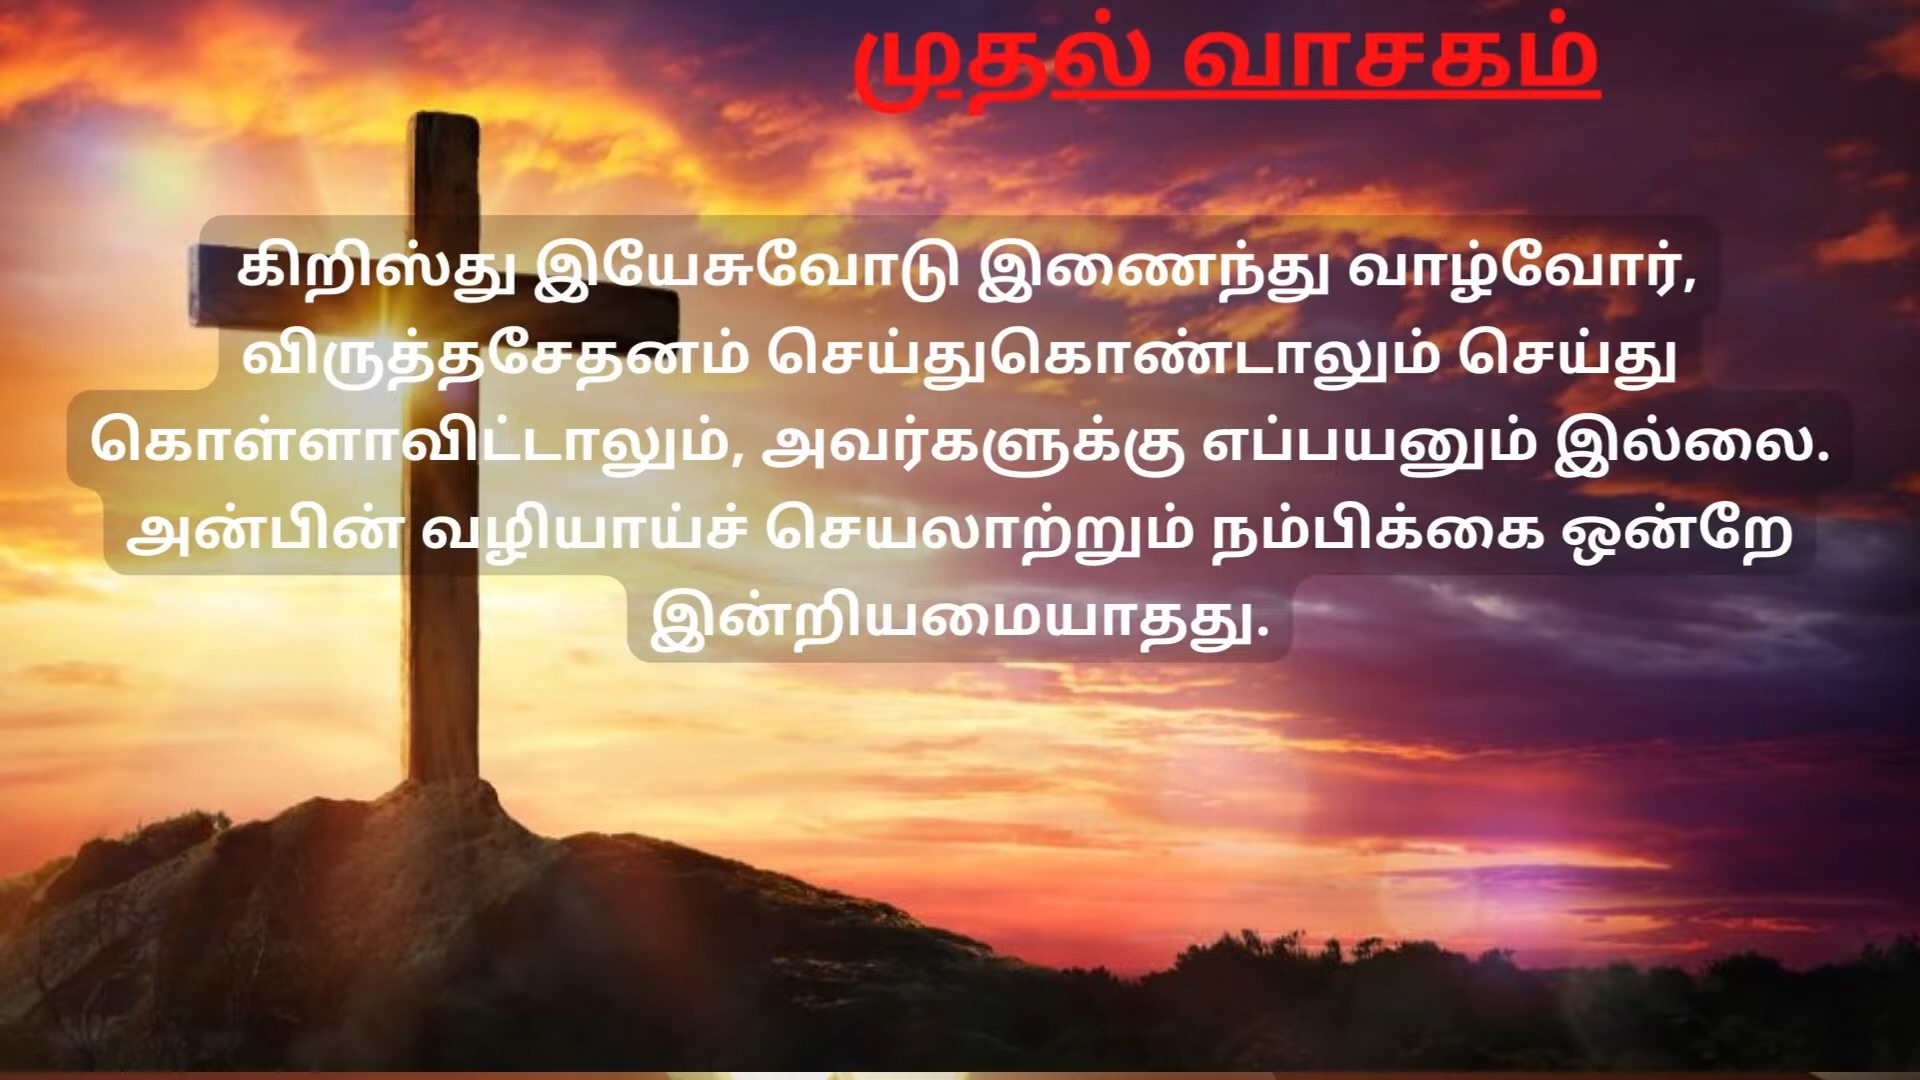 முதல் வாசகம்
கிறிஸ்து இயேசுவோடு இணைந்து வாழ்வோர்,
விருத்தசேதனம் செய்துகொண்டாலும் செய்து
கொள்ளாவிட்டாலும், அவர்களுக்கு எப்பயனும் இல்லை.
அன்பின் வழியாய்ச் செயலாற்றும் நம்பிக்கை ஒன்றே
இன்றியமையாதது.